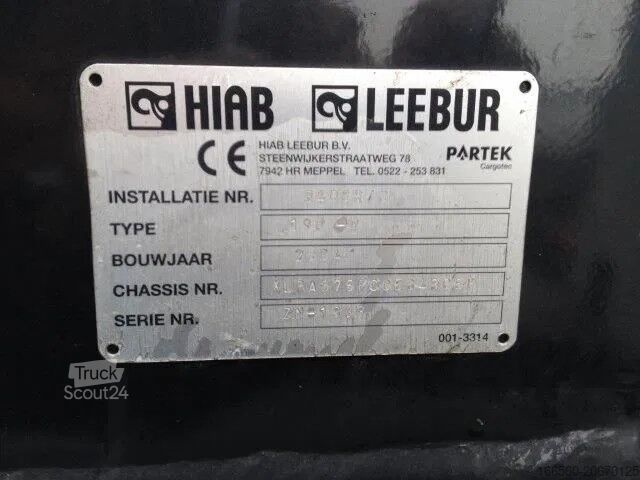 HIAB LEEBUR
CE
HIAB LEEBUR B.V.
STEENWIJKERSTRAATWEG 78
7942 HR MEPPEL TEL. 0522 - 253 831
PARTEK
Cargotec
INSTALLATIE NR.
TYPE
BOUWJAAR
CHASSIS NR.
SERIE NR.
001-3314
Truck
Scout24